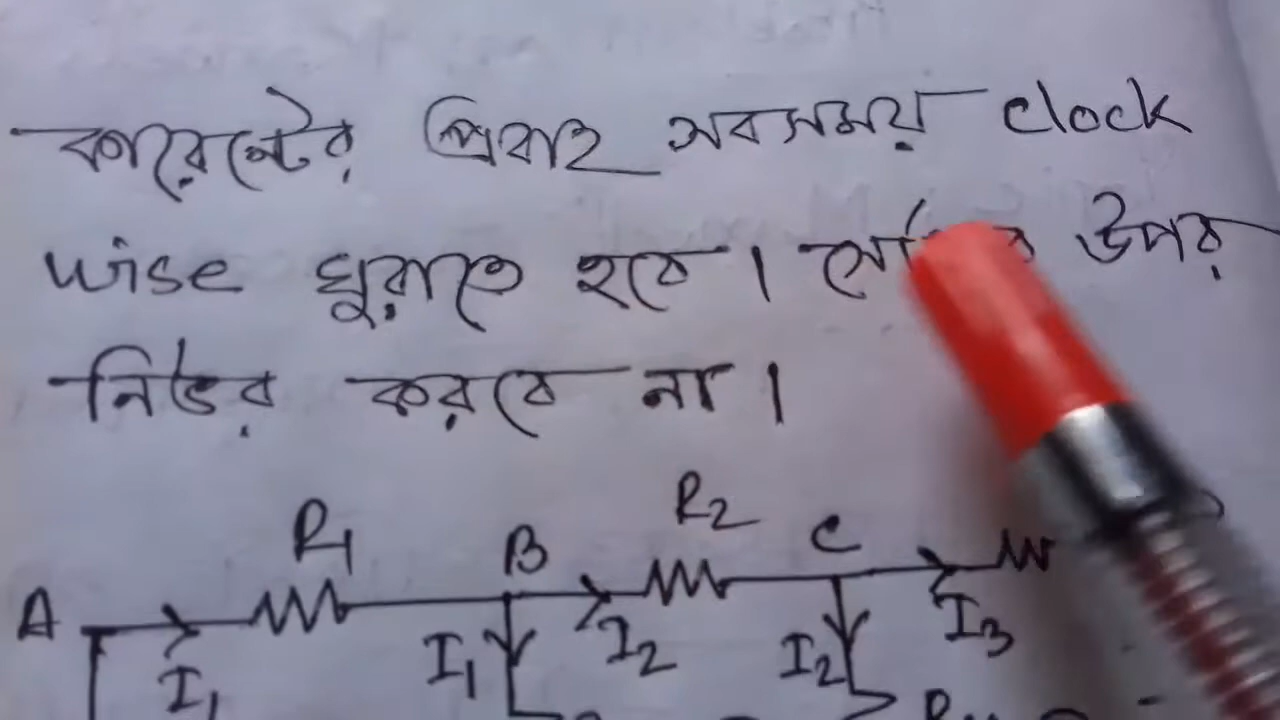 কারেন্টের প্রবাহ সবসময় clock
wise ঘুরাতে হবে। উপর
নির্ভর করবে না।
R1 R2
A B C
I1 I1 I2 I2 I3